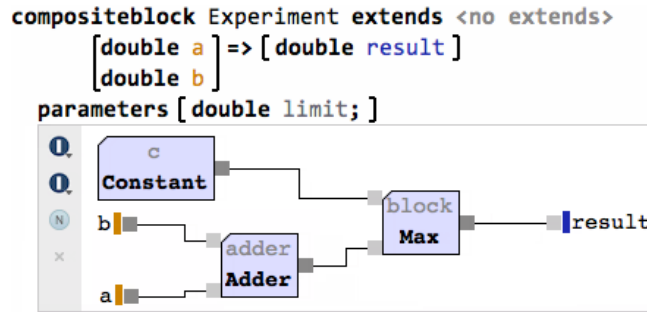 compositeblock Experiment extends <no extends>
[double a] => [double result]
[double b]
parameters [double limit;]
c
Constant
b
block
Max
result
adder
Adder
a
N